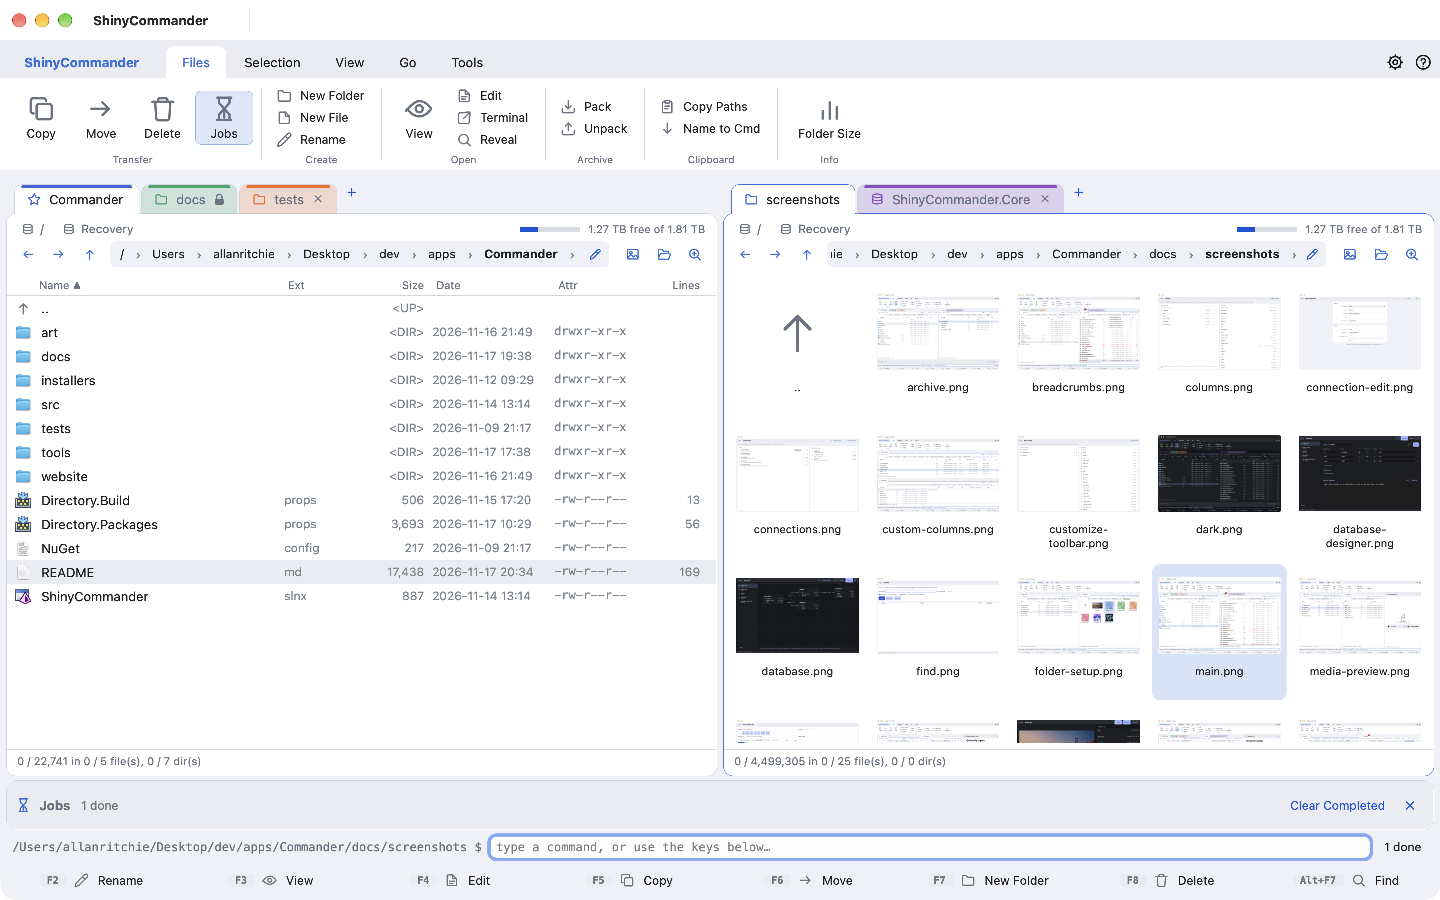 ShinyCommander
ShinyCommander Files Selection View Go Tools
Copy Move Delete Jobs
Transfer
New Folder
New File
Rename
Create
View
Edit
Terminal
Reveal
Open
Pack
Unpack
Archive
Copy Paths
Name to Cmd
Clipboard
Folder Size
Info
Commander docs tests × +
/ Recovery 1.27 TB free of 1.81 TB
/ › Users › allanritchie › Desktop › dev › apps › Commander ›
Name ▲ Ext Size Date Attr Lines
.. <UP>
art <DIR> 2026-11-16 21:49 drwxr-xr-x
docs <DIR> 2026-11-17 19:38 drwxr-xr-x
installers <DIR> 2026-11-12 09:29 drwxr-xr-x
src <DIR> 2026-11-14 13:14 drwxr-xr-x
tests <DIR> 2026-11-09 21:17 drwxr-xr-x
tools <DIR> 2026-11-17 17:38 drwxr-xr-x
website <DIR> 2026-11-16 21:49 drwxr-xr-x
Directory.Build props 506 2026-11-15 17:20 -rw-r--r-- 13
Directory.Packages props 3,693 2026-11-17 10:29 -rw-r--r-- 56
NuGet config 217 2026-11-09 21:17 -rw-r--r--
README md 17,438 2026-11-17 20:34 -rw-r--r-- 169
ShinyCommander slnx 887 2026-11-14 13:14 -rw-r--r--
0 / 22,741 in 0 / 5 file(s), 0 / 7 dir(s)
screenshots ShinyCommander.Core × +
/ Recovery 1.27 TB free of 1.81 TB
ie › Desktop › dev › apps › Commander › docs › screenshots ›
.. archive.png breadcrumbs.png columns.png connection-edit.png
connections.png custom-columns.png customize-toolbar.png dark.png database-designer.png
database.png find.png folder-setup.png main.png media-preview.png
0 / 4,499,305 in 0 / 25 file(s), 0 / 0 dir(s)
Jobs 1 done Clear Completed ×
/Users/allanritchie/Desktop/dev/apps/Commander/docs/screenshots $ type a command, or use the keys below… 1 done
F2 Rename F3 View F4 Edit F5 Copy F6 Move F7 New Folder F8 Delete Alt+F7 Find